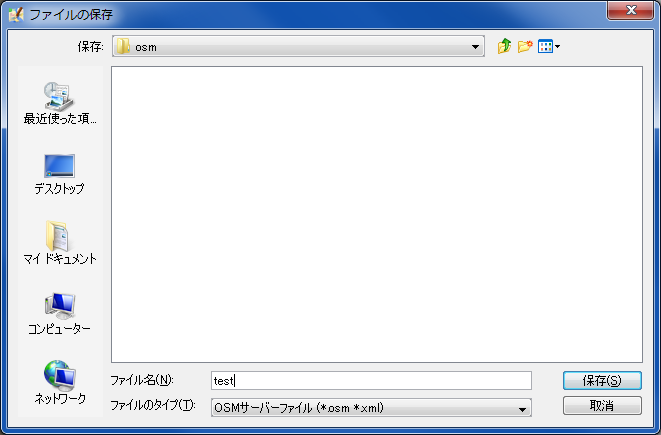 ファイルの保存
保存:
osm
最近使った項...
デスクトップ
マイ ドキュメント
コンピューター
ネットワーク
ファイル名(N):
test
保存(S)
ファイルのタイプ(T):
OSMサーバーファイル (*.osm *.xml)
取消